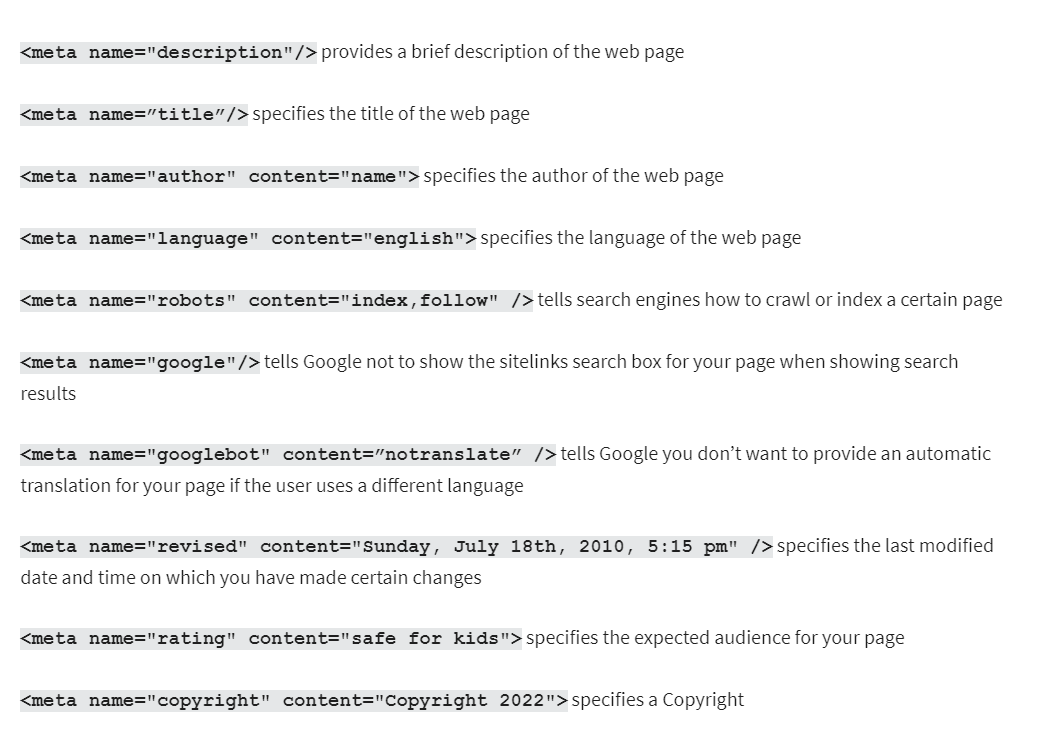 <meta name="description"/> provides a brief description of the web page
<meta name=”title”/> specifies the title of the web page
<meta name="author" content="name"> specifies the author of the web page
<meta name="language" content="english"> specifies the language of the web page
<meta name="robots" content="index,follow" /> tells search engines how to crawl or index a certain page
<meta name="google"/> tells Google not to show the sitelinks search box for your page when showing search
results
<meta name="googlebot" content=”notranslate” /> tells Google you don’t want to provide an automatic
translation for your page if the user uses a different language
<meta name="revised" content="Sunday, July 18th, 2010, 5:15 pm" /> specifies the last modified
date and time on which you have made certain changes
<meta name="rating" content="safe for kids"> specifies the expected audience for your page
<meta name="copyright" content="Copyright 2022"> specifies a Copyright